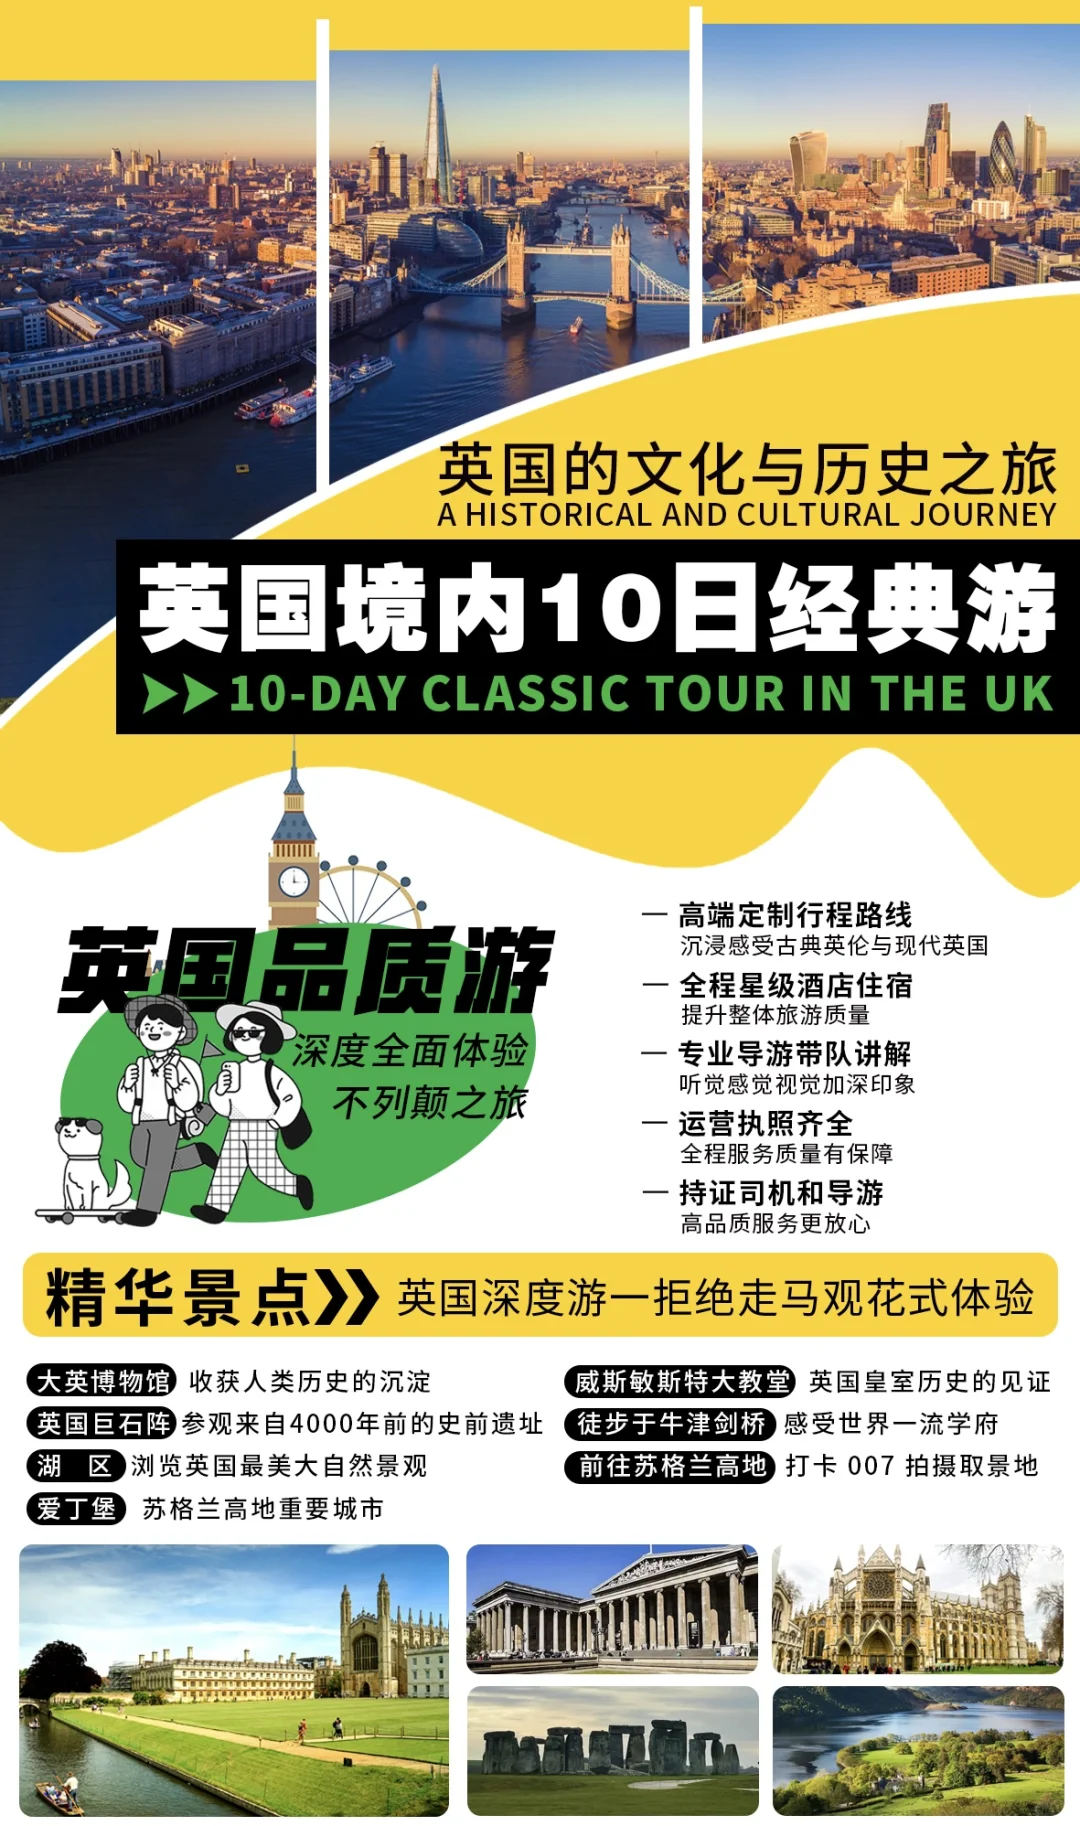 英国的文化与历史之旅
A HISTORICAL AND CULTURAL JOURNEY
英国境内10日经典游
10-DAY CLASSIC TOUR IN THE UK
英国品质游
深度全面体验
不列颠之旅
一 高端定制行程路线
沉浸感受古典英伦与现代英国
一 全程星级酒店住宿
提升整体旅游质量
一 专业导游带队讲解
听觉感觉视觉加深印象
一 运营执照齐全
全程服务质量有保障
一 持证司机和导游
高品质服务更放心
精华景点 英国深度游一拒绝走马观花式体验
大英博物馆 收获人类历史的沉淀
英国巨石阵 参观来自4000年前的史前遗址
湖 区 浏览英国最美大自然景观
爱丁堡 苏格兰高地重要城市
威斯敏斯特大教堂 英国皇室历史的见证
徒步于牛津剑桥 感受世界一流学府
前往苏格兰高地 打卡 007 拍摄取景地